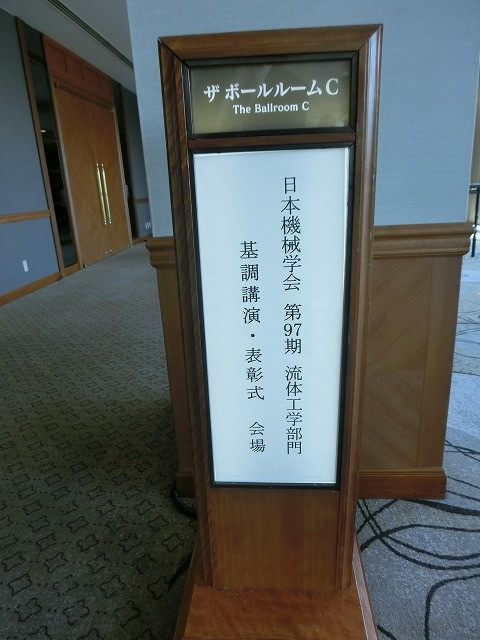 ザ ボールルームC
The Ballroom C
日本機械学会 第97期 流体工学部門
基調講演・表彰式 会場